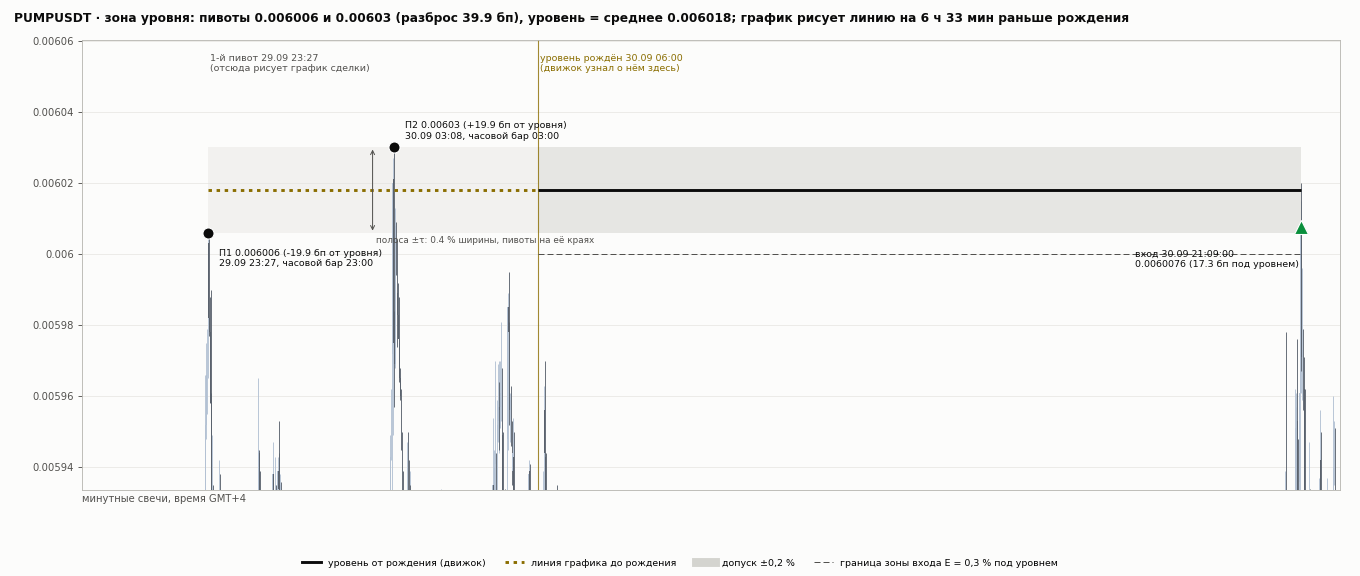 PUMPUSDT · зона уровня: пивоты 0.006006 и 0.00603 (разброс 39.9 бп), уровень = среднее 0.006018; график рисует линию на 6 ч 33 мин раньше рождения
0.00606
1-й пивот 29.09 23:27
(отсюда рисует график сделки)
уровень рождён 30.09 06:00
(движок узнал о нём здесь)
0.00604
П2 0.00603 (+19.9 бп от уровня)
30.09 03:08, часовой бар 03:00
0.00602
полоса ±τ: 0.4 % ширины, пивоты на её краях
0.006
П1 0.006006 (-19.9 бп от уровня)
29.09 23:27, часовой бар 23:00
вход 30.09 21:09:00
0.0060076 (17.3 бп под уровнем)
0.00598
0.00596
0.00594
минутные свечи, время GMT+4
уровень от рождения (движок)
линия графика до рождения
допуск ±0,2 %
граница зоны входа E = 0,3 % под уровнем